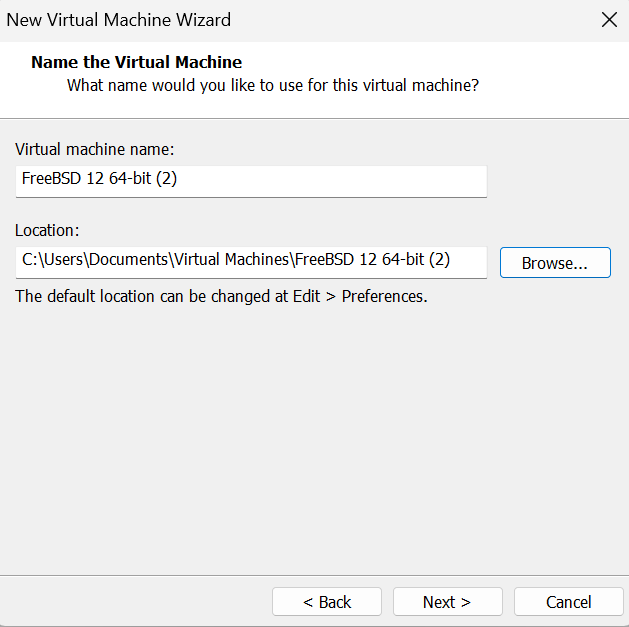 New Virtual Machine Wizard
Name the Virtual Machine
What name would you like to use for this virtual machine?
Virtual machine name:
FreeBSD 12 64-bit (2)
Location:
C:\Users\Documents\Virtual Machines\FreeBSD 12 64-bit (2)
Browse...
The default location can be changed at Edit > Preferences.
< Back
Next >
Cancel